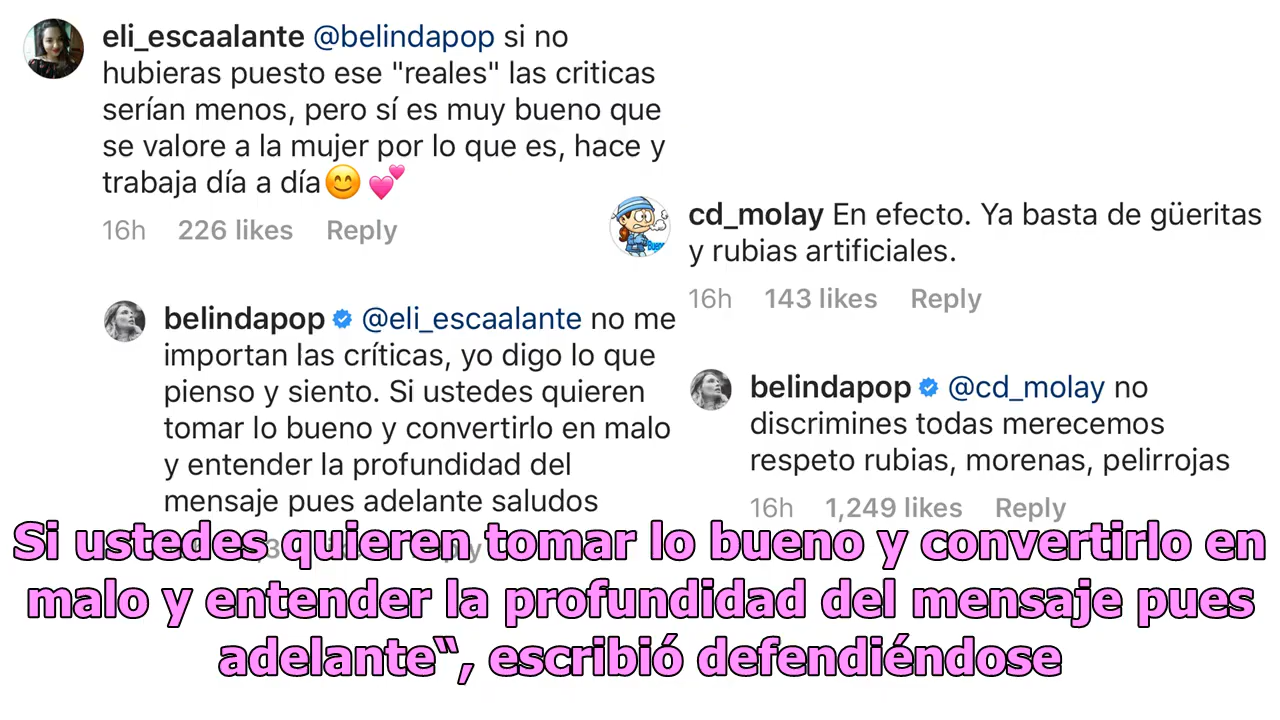 eli_escaalante @belindapop si no
hubieras puesto ese "reales" las criticas
serían menos, pero sí es muy bueno que
se valore a la mujer por lo que es, hace y
trabaja día a día😊 💕
16h 226 likes Reply
belindapop @eli_escaalante no me
importan las críticas, yo digo lo que
pienso y siento. Si ustedes quieren
tomar lo bueno y convertirlo en malo
y entender la profundidad del
mensaje pues adelante saludos
cd_molay En efecto. Ya basta de güeritas
y rubias artificiales.
16h 143 likes Reply
belindapop @cd_molay no
discrimines todas merecemos
respeto rubias, morenas, pelirrojas
16h 1,249 likes Reply
Si ustedes quieren tomar lo bueno y convertirlo en
malo y entender la profundidad del mensaje pues
adelante“, escribió defendiéndose